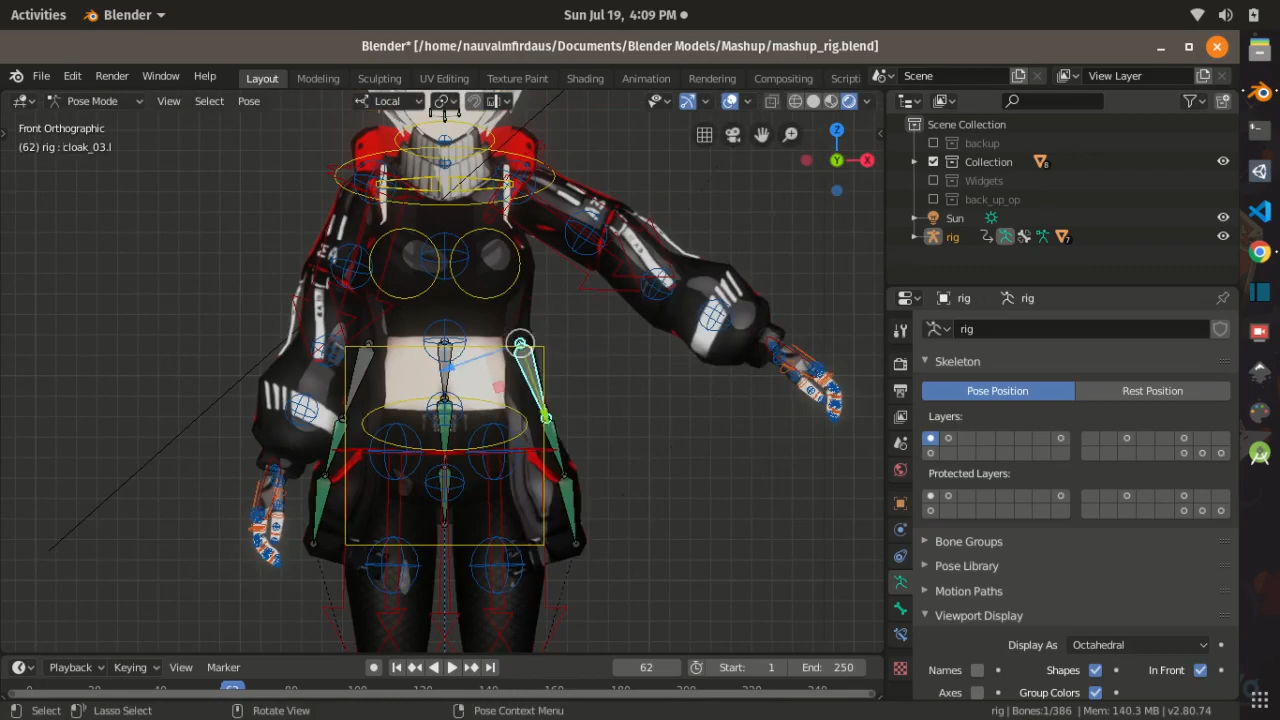 Activities Blender Sun Jul 19, 4:09 PM
Blender* [/home/nauvalmfirdaus/Documents/Blender Models/Mashup/mashup_rig.blend]
File Edit Render Window Help Layout Modeling Sculpting UV Editing Texture Paint Shading Animation Rendering Compositing Scripti Scene View Layer
Pose Mode View Select Pose Local
Front Orthographic
(62) rig : cloak_03.l
Z
Y
X
Scene Collection
backup
Collection 8
Widgets
back_up_op
Sun
rig 7
rig rig
rig
Skeleton
Pose Position Rest Position
Layers:
Protected Layers:
Bone Groups
Pose Library
Motion Paths
Viewport Display
Display As Octahedral
Names Shapes In Front
Axes Group Colors
Playback Keying View Marker 62 Start: 1 End: 250
Select Lasso Select Rotate View Pose Context Menu rig | Bones:1/386 | Mem: 140.3 MB | v2.80.74